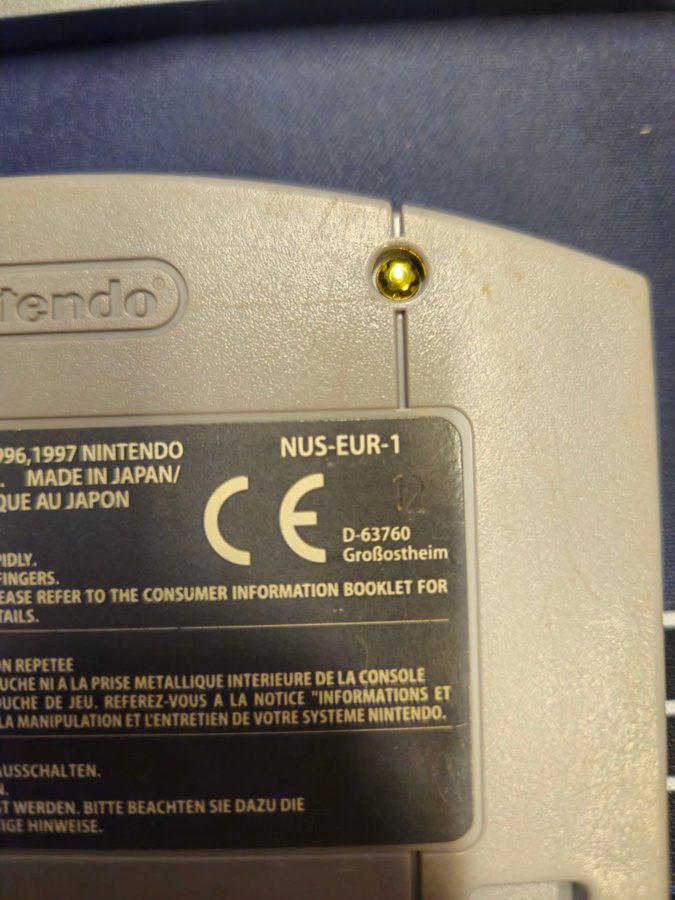 tendo®
996,1997 NINTENDO
. MADE IN JAPAN/
QUE AU JAPON
NUS-EUR-1
CE
12
D-63760
Großostheim
PIDLY.
FINGERS.
EASE REFER TO THE CONSUMER INFORMATION BOOKLET FOR
TAILS.
ON REPETEE
UCHE NI A LA PRISE METALLIQUE INTERIEURE DE LA CONSOLE
OUCHE DE JEU. REFEREZ-VOUS A LA NOTICE "INFORMATIONS ET
LA MANIPULATION ET L'ENTRETIEN DE VOTRE SYSTEME NINTENDO.
AUSSCHALTEN.
N.
ST WERDEN. BITTE BEACHTEN SIE DAZU DIE
TIGE HINWEISE.